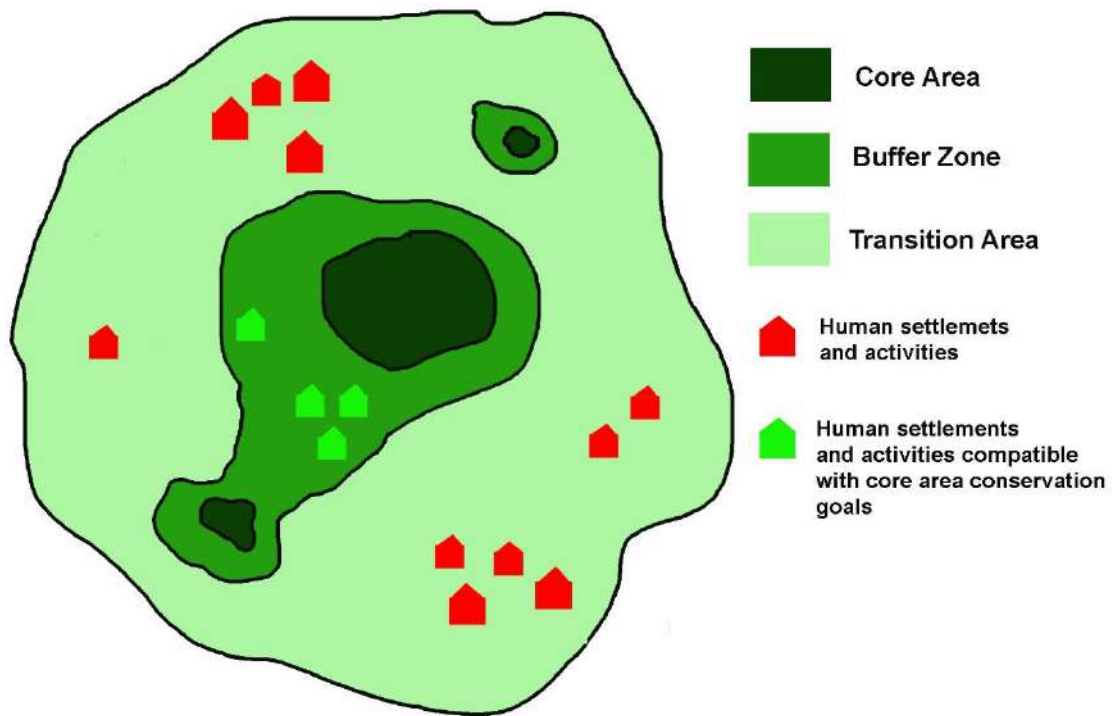 Core Area
Buffer Zone
Transition Area
Human settlemets
and activities
Human settlements
and activities compatible
with core area conservation
goals